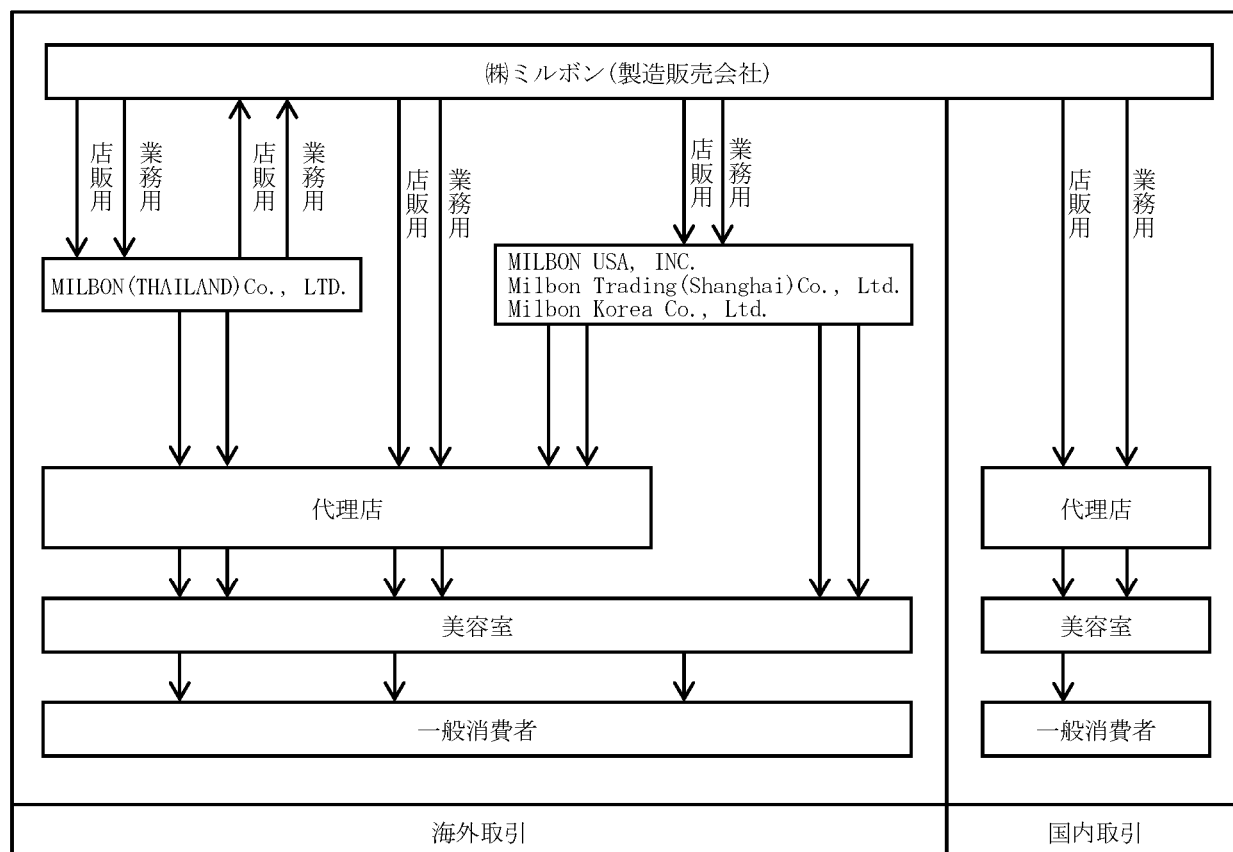 ㈱ミルボン(製造販売会社)
店販用
業務用
店販用
業務用
店販用
業務用
店販用
業務用
店販用
業務用
MILBON(THAILAND)Co., LTD.
MILBON USA, INC.
Milbon Trading(Shanghai)Co., Ltd.
Milbon Korea Co., Ltd.
代理店
代理店
美容室
美容室
一般消費者
一般消費者
海外取引
国内取引